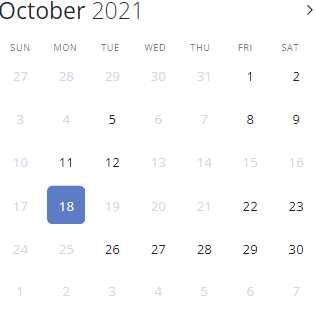 October 2021
SUN MON TUE WED THU FRI SAT
27 28 29 30 31 1 2
3 4 5 6 7 8 9
10 11 12 13 14 15 16
17 18 19 20 21 22 23
24 25 26 27 28 29 30
1 2 3 4 5 6 7